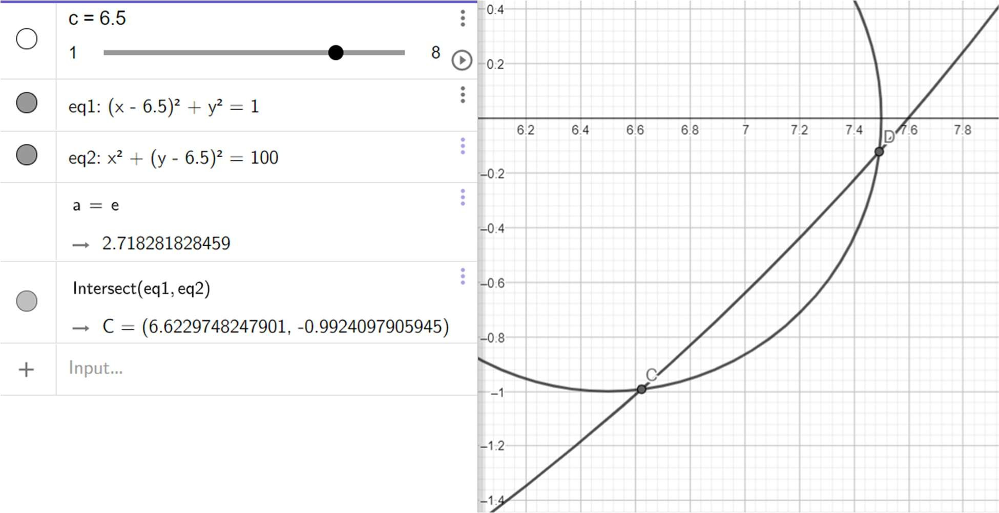 c = 6.5
1 8
eq1: (x - 6.5)² + y² = 1
eq2: x² + (y - 6.5)² = 100
a = e
→ 2.718281828459
Intersect(eq1, eq2)
→ C = (6.6229748247901, -0.9924097905945)
+ Input...
0.4
0.2
6.2 6.4 6.6 6.8 7 7.2 7.4 7.6 7.8
D
–0.2
–0.4
–0.6
–0.8
C
–1
–1.2
–1.4